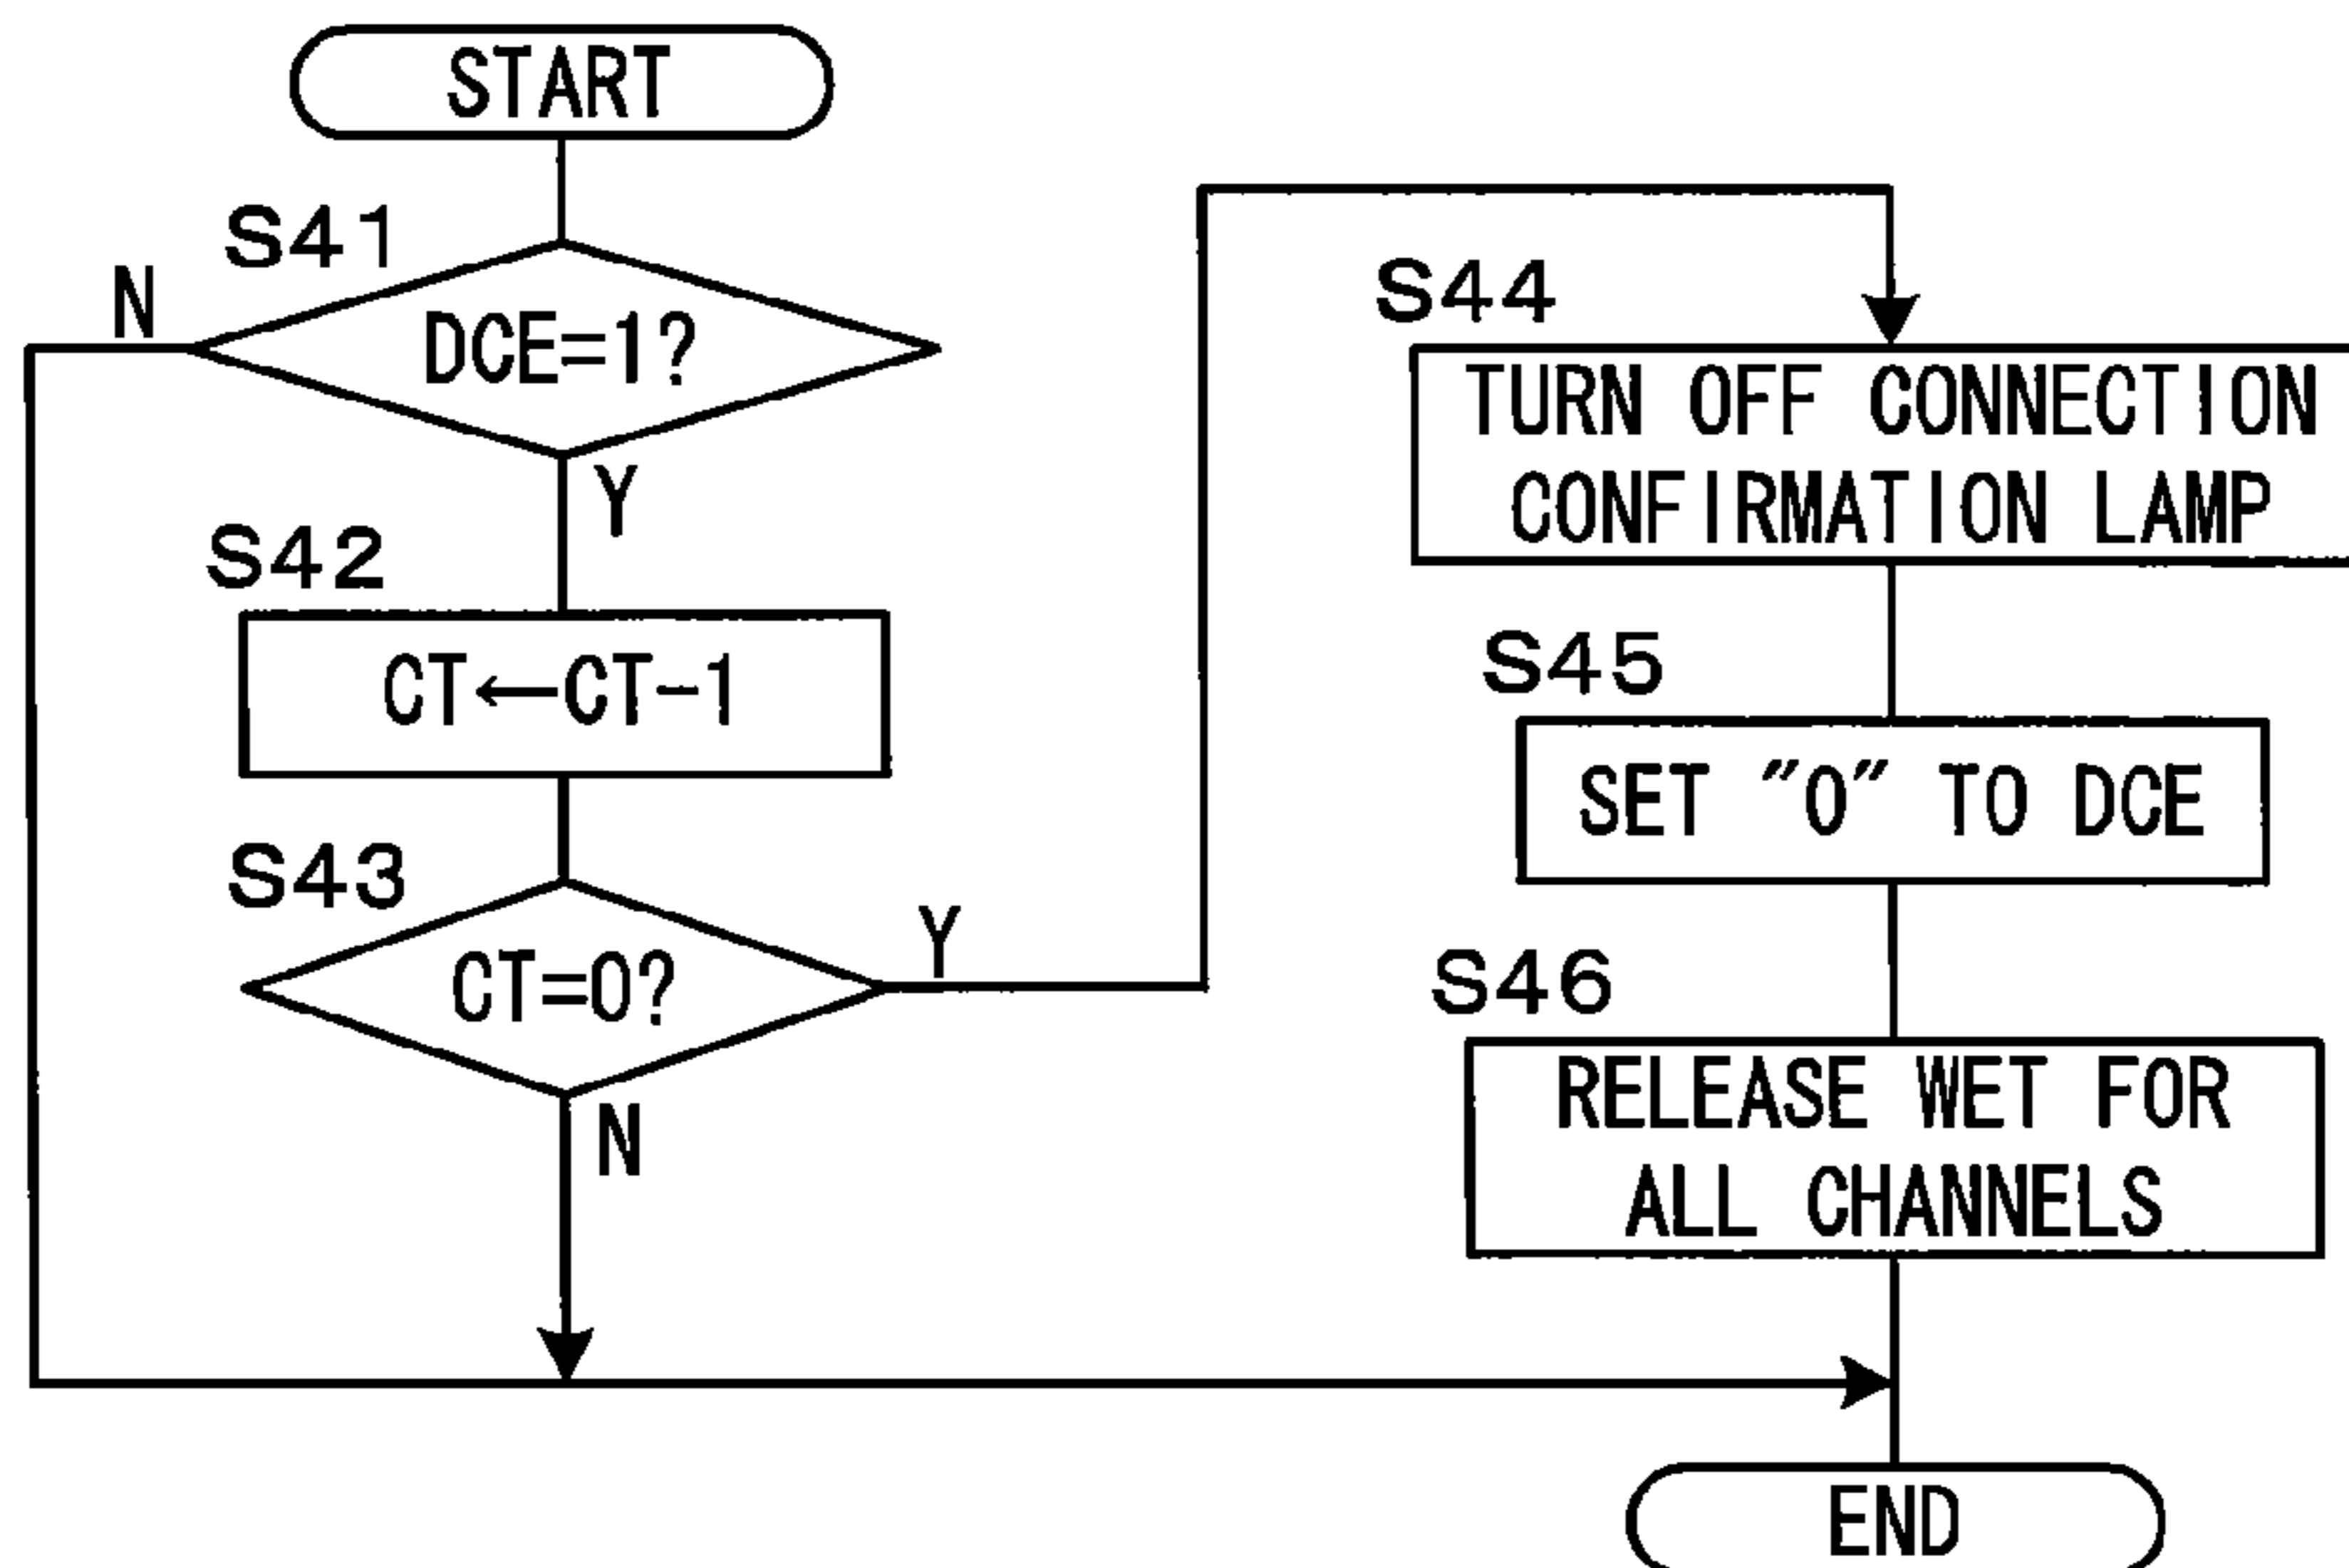 START
S41
N
DCE=1?
Y
S42
CT←CT-1
S43
CT=0?
Y
N
S44
TURN OFF CONNECTION
CONFIRMATION LAMP
S45
SET "0" TO DCE
S46
RELEASE WET FOR
ALL CHANNELS
END